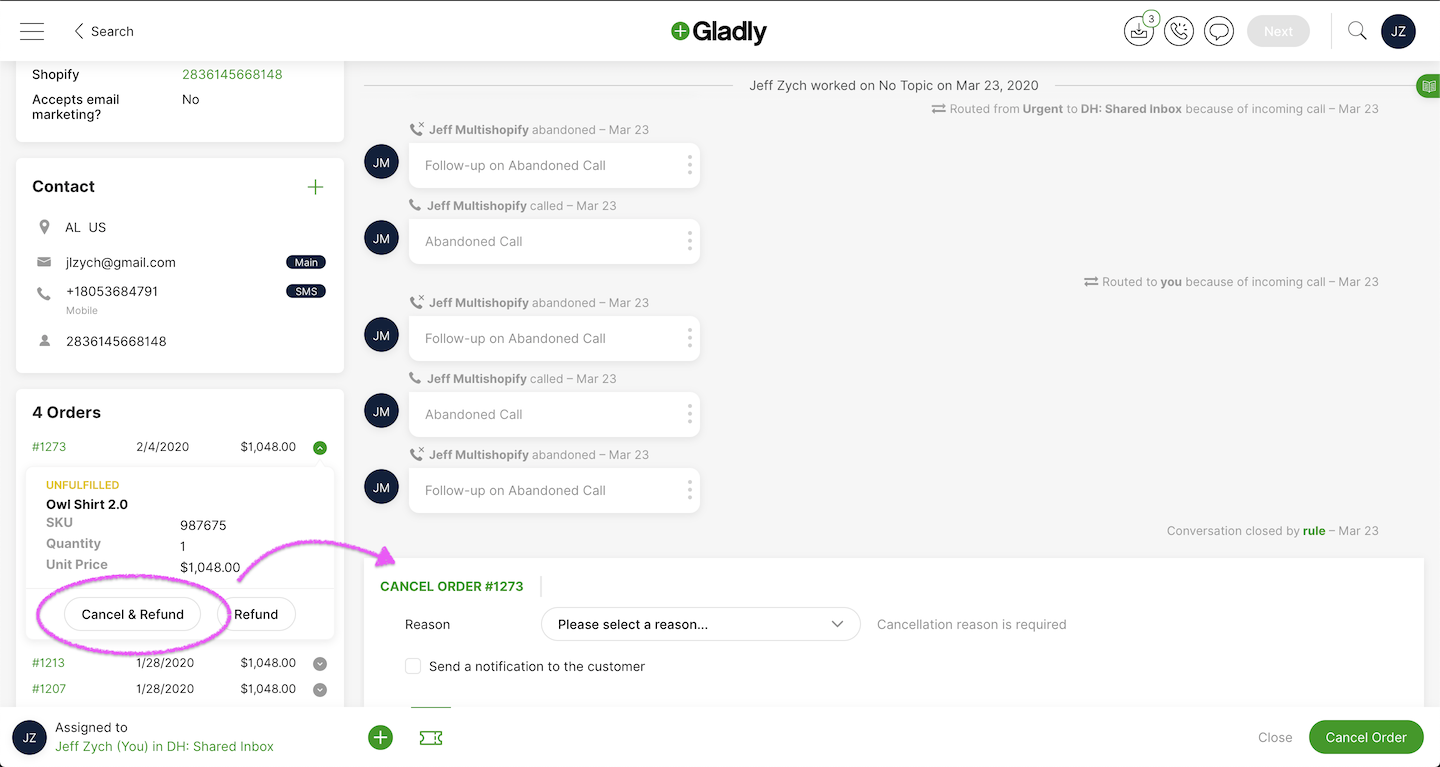 Search
Gladly
3
Next
JZ
Shopify 2836145668148
Accepts email marketing? No
Contact
AL US
jlzych@gmail.com Main
+18053684791 SMS
Mobile
2836145668148
4 Orders
#1273 2/4/2020 $1,048.00
UNFULFILLED
Owl Shirt 2.0
SKU 987675
Quantity 1
Unit Price $1,048.00
Cancel & Refund Refund
#1213 1/28/2020 $1,048.00
#1207 1/28/2020 $1,048.00
JZ
Assigned to
Jeff Zych (You) in DH: Shared Inbox
Jeff Zych worked on No Topic on Mar 23, 2020
Routed from Urgent to DH: Shared Inbox because of incoming call – Mar 23
Jeff Multishopify abandoned – Mar 23
JM
Follow-up on Abandoned Call
Jeff Multishopify called – Mar 23
JM
Abandoned Call
Routed to you because of incoming call – Mar 23
Jeff Multishopify abandoned – Mar 23
JM
Follow-up on Abandoned Call
Jeff Multishopify called – Mar 23
JM
Abandoned Call
Jeff Multishopify abandoned – Mar 23
JM
Follow-up on Abandoned Call
Conversation closed by rule – Mar 23
CANCEL ORDER #1273
Reason Please select a reason... Cancellation reason is required
Send a notification to the customer
Close Cancel Order